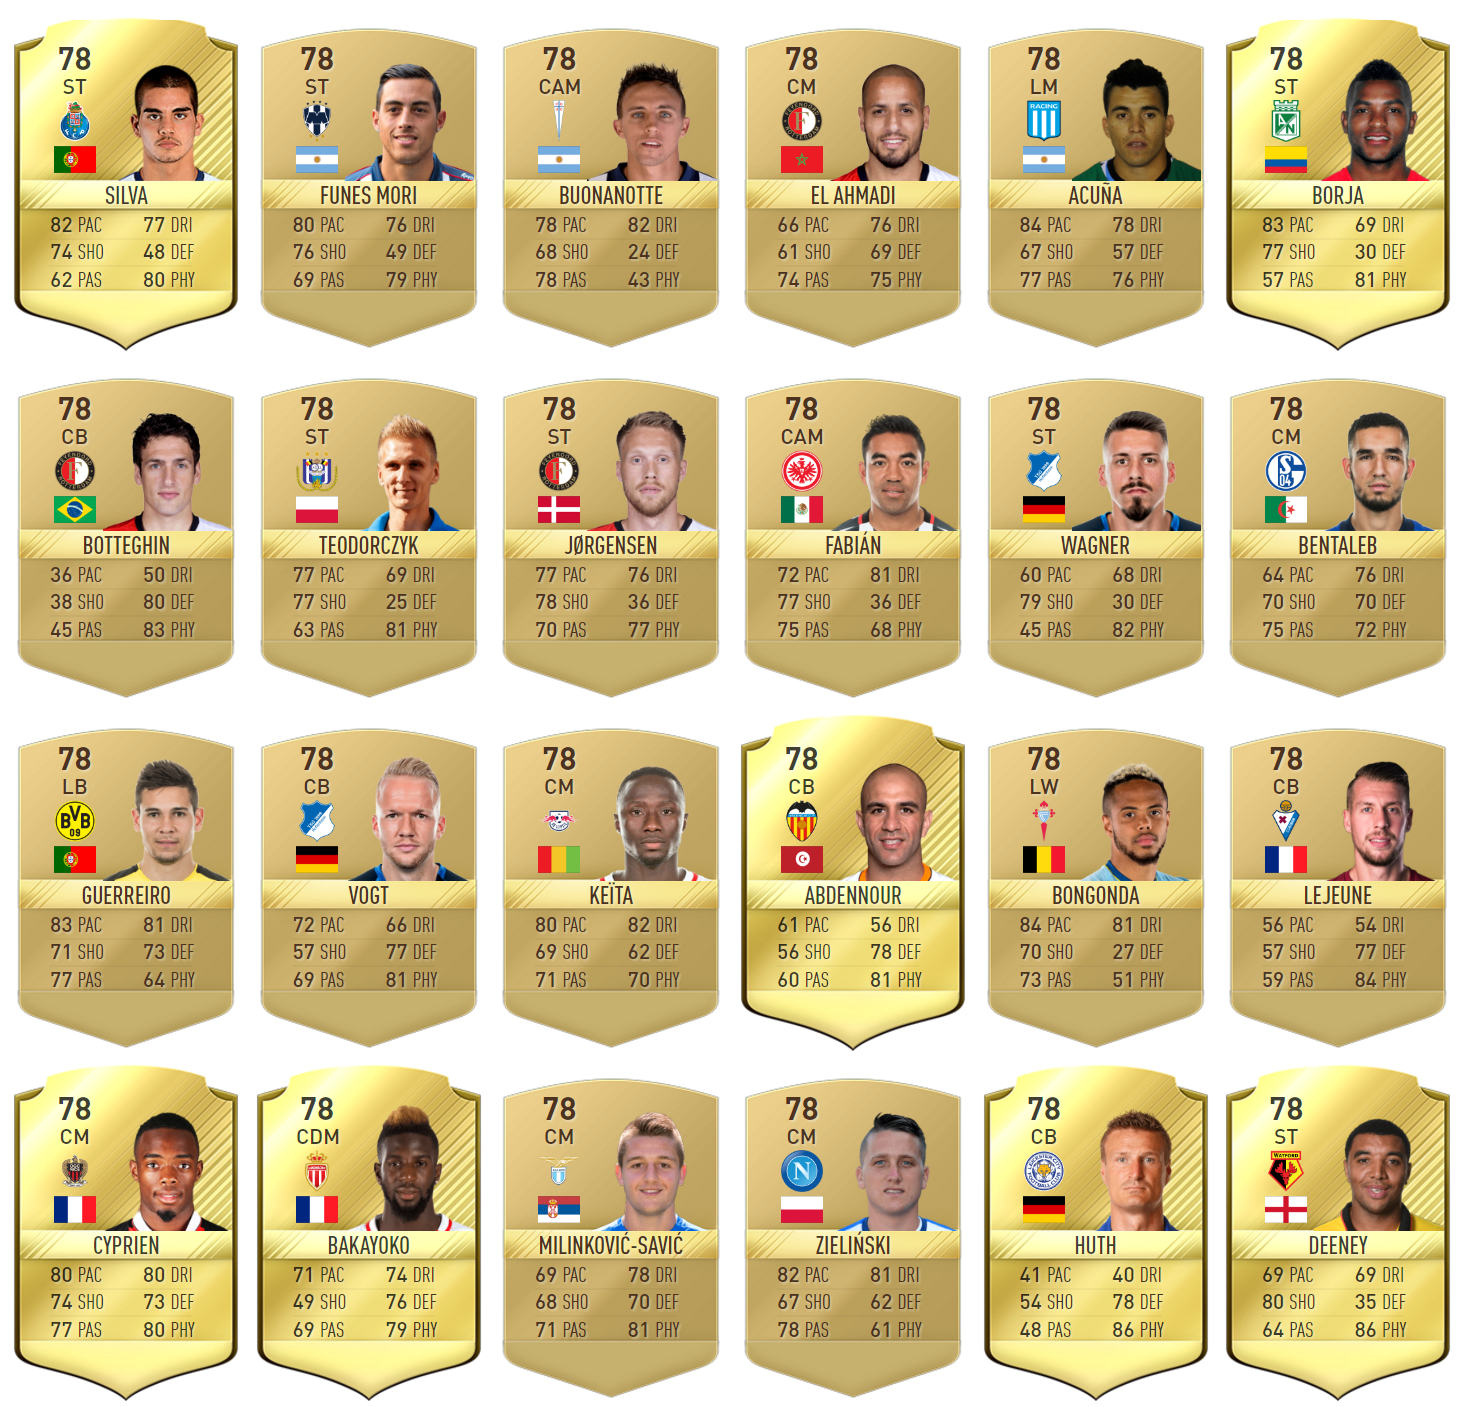 78
ST
SILVA
82 PAC 77 DRI
74 SHO 48 DEF
62 PAS 80 PHY
78
ST
FUNES MORI
80 PAC 76 DRI
76 SHO 49 DEF
69 PAS 79 PHY
78
CAM
BUONANOTTE
78 PAC 82 DRI
68 SHO 24 DEF
78 PAS 43 PHY
78
CM
EL AHMADI
66 PAC 76 DRI
61 SHO 69 DEF
74 PAS 75 PHY
78
LM
RACING
ACUÑA
84 PAC 78 DRI
67 SHO 57 DEF
77 PAS 76 PHY
78
ST
BORJA
83 PAC 69 DRI
77 SHO 30 DEF
57 PAS 81 PHY
78
CB
BOTTEGHIN
36 PAC 50 DRI
38 SHO 80 DEF
45 PAS 83 PHY
78
ST
TEODORCZYK
77 PAC 69 DRI
77 SHO 25 DEF
63 PAS 81 PHY
78
ST
JØRGENSEN
77 PAC 76 DRI
78 SHO 36 DEF
70 PAS 77 PHY
78
CAM
FABIÁN
72 PAC 81 DRI
77 SHO 36 DEF
75 PAS 68 PHY
78
ST
WAGNER
60 PAC 68 DRI
79 SHO 30 DEF
45 PAS 82 PHY
78
CM
S 04
BENTALEB
64 PAC 76 DRI
70 SHO 70 DEF
75 PAS 72 PHY
78
LB
BVB
09
GUERREIRO
83 PAC 81 DRI
71 SHO 73 DEF
77 PAS 64 PHY
78
CB
VOGT
72 PAC 66 DRI
57 SHO 77 DEF
69 PAS 81 PHY
78
CM
KEÏTA
80 PAC 82 DRI
69 SHO 62 DEF
71 PAS 70 PHY
78
CB
ABDENNOUR
61 PAC 56 DRI
56 SHO 78 DEF
60 PAS 81 PHY
78
LW
BONGONDA
84 PAC 81 DRI
70 SHO 27 DEF
73 PAS 51 PHY
78
CB
LEJEUNE
56 PAC 54 DRI
57 SHO 77 DEF
59 PAS 84 PHY
78
CM
CYPRIEN
80 PAC 80 DRI
74 SHO 73 DEF
77 PAS 80 PHY
78
CDM
BAKAYOKO
71 PAC 74 DRI
49 SHO 76 DEF
69 PAS 79 PHY
78
CM
MILINKOVIĆ-SAVIĆ
69 PAC 78 DRI
68 SHO 70 DEF
71 PAS 81 PHY
78
CM
N
ZIELIŃSKI
82 PAC 81 DRI
67 SHO 62 DEF
78 PAS 61 PHY
78
CB
HUTH
41 PAC 40 DRI
54 SHO 78 DEF
48 PAS 86 PHY
78
ST
WATFORD
DEENEY
69 PAC 69 DRI
80 SHO 35 DEF
64 PAS 86 PHY